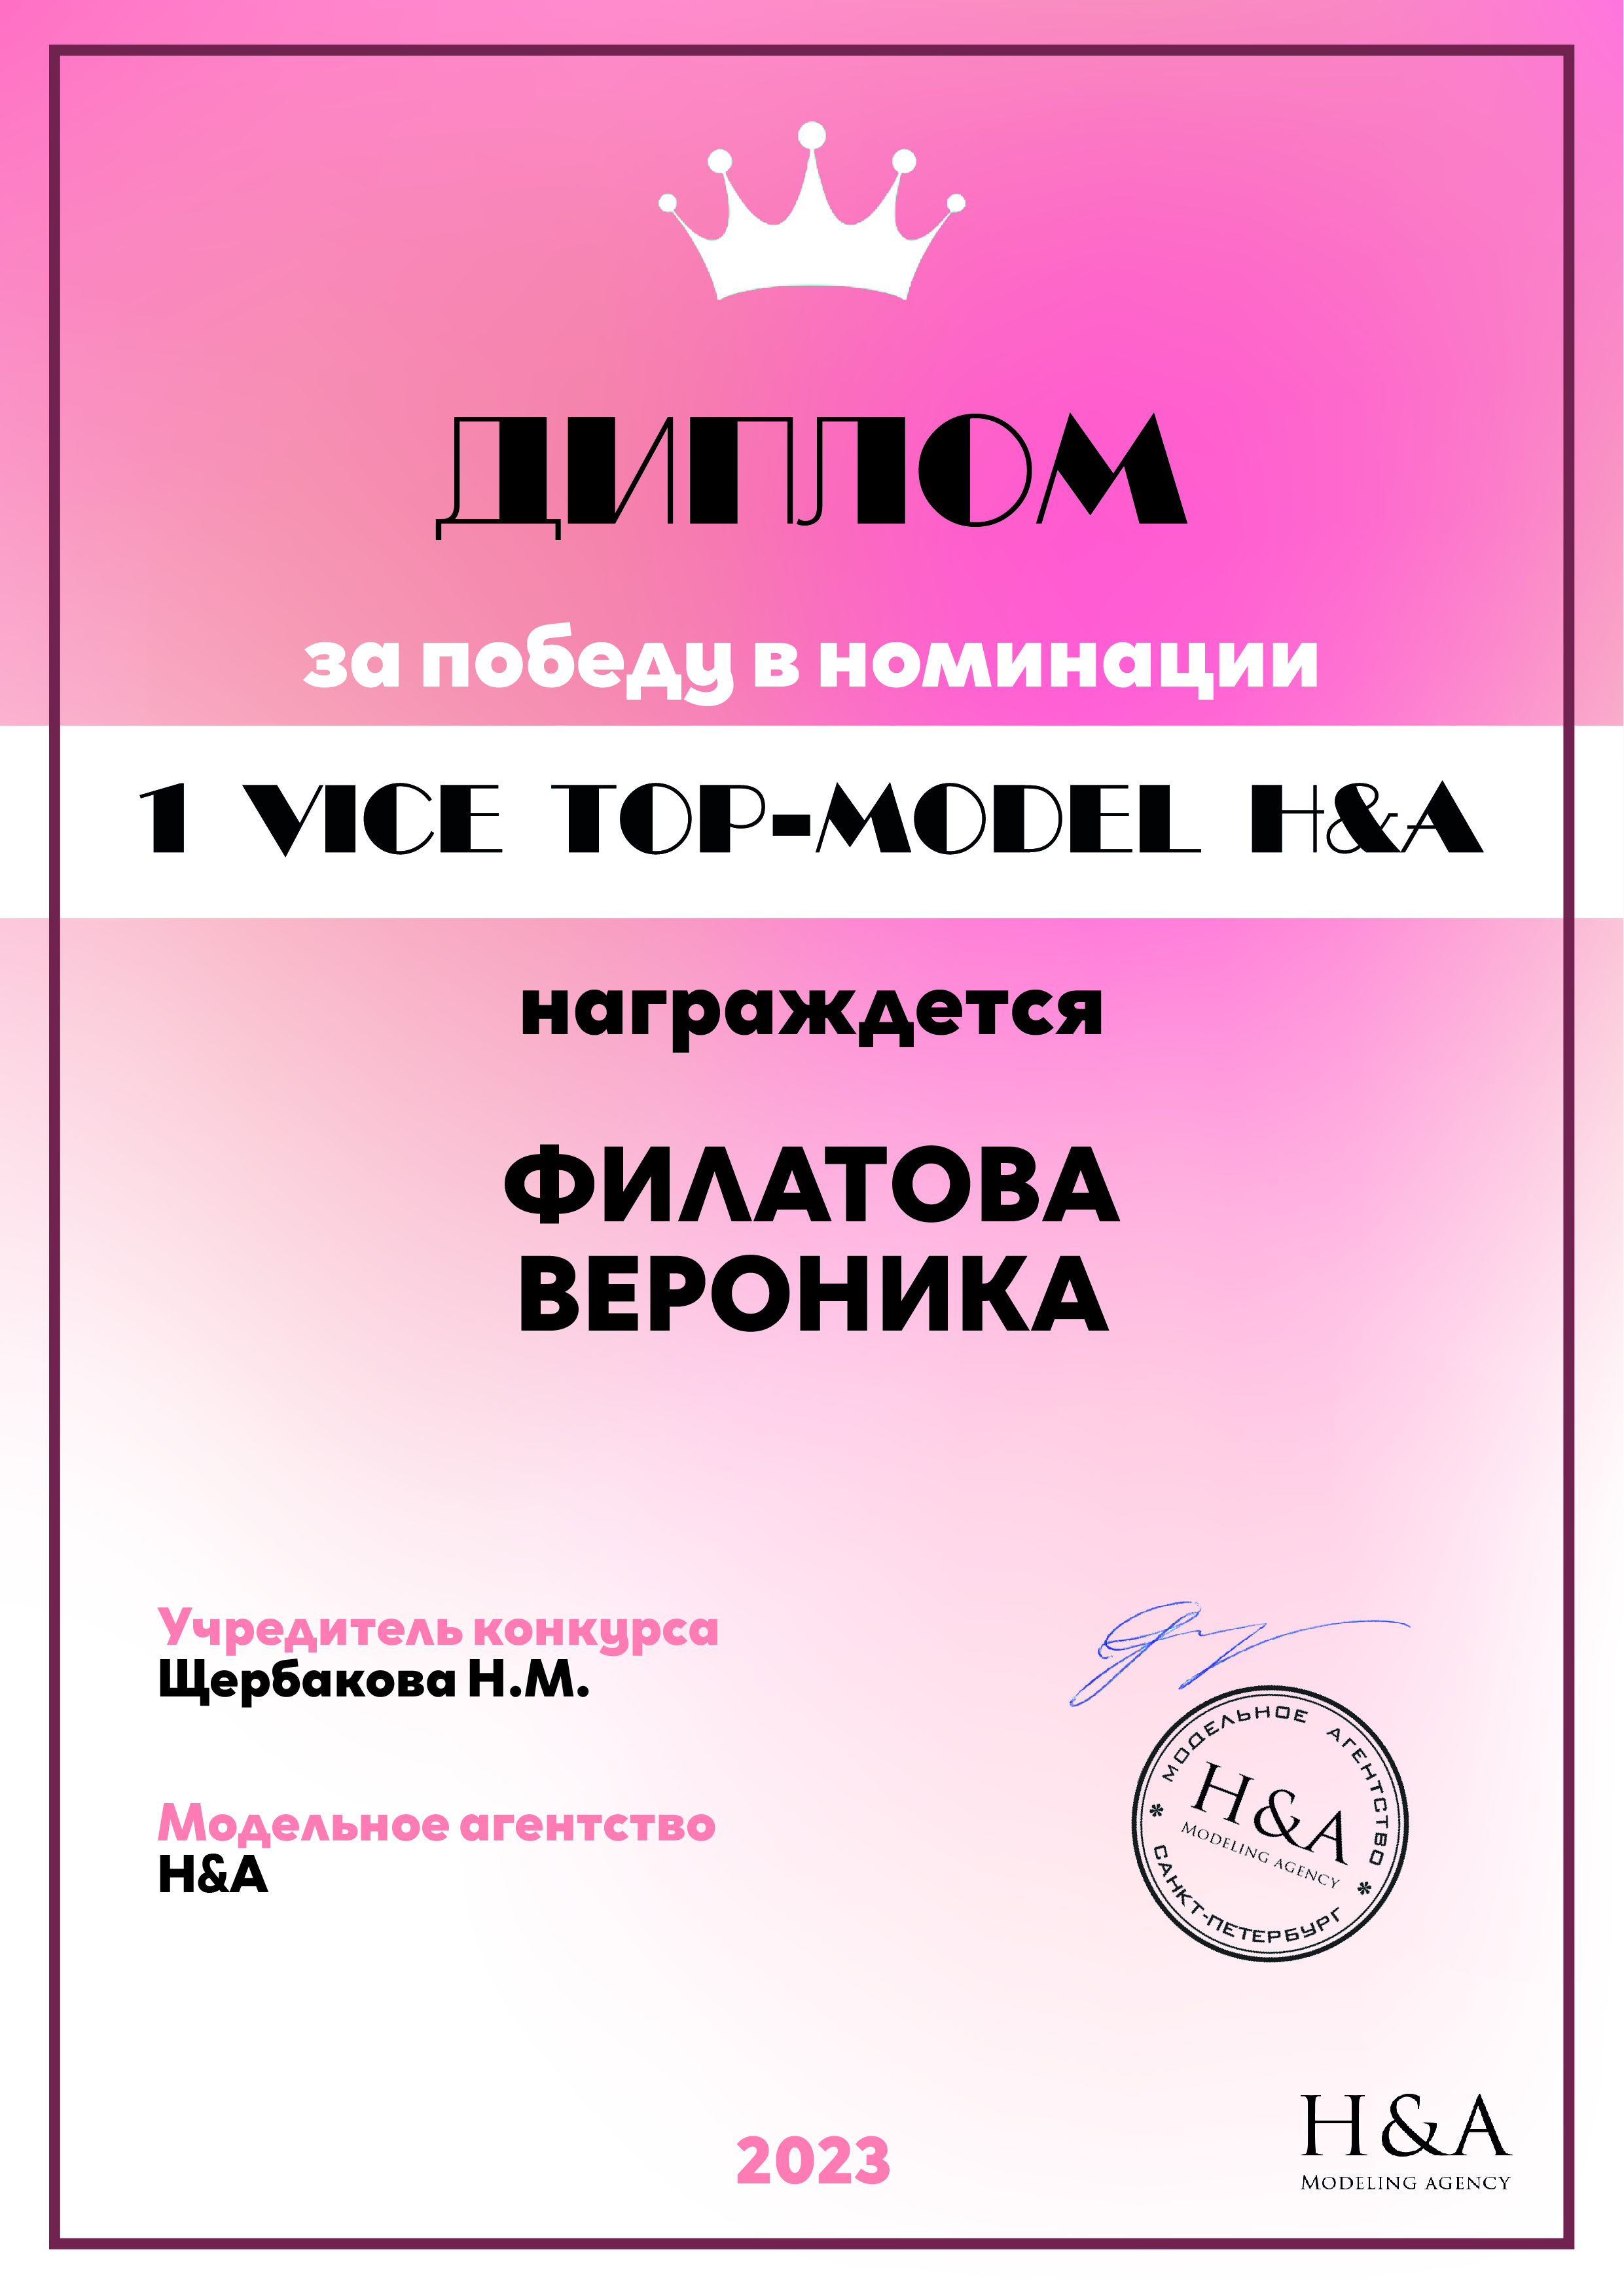 ДИПЛОМ
за победу в номинации
1 VICE TOP-MODEL H&A
награждется
ФИЛАТОВА
ВЕРОНИКА
Учредитель конкурса
Щербакова Н.М.
Модельное агентство
H&A
МОДЕЛЬНОЕ АГЕНТСТВО
H&A
MODELING AGENCY
* САНКТ-ПЕТЕРБУРГ *
2023
H&A
MODELING AGENCY